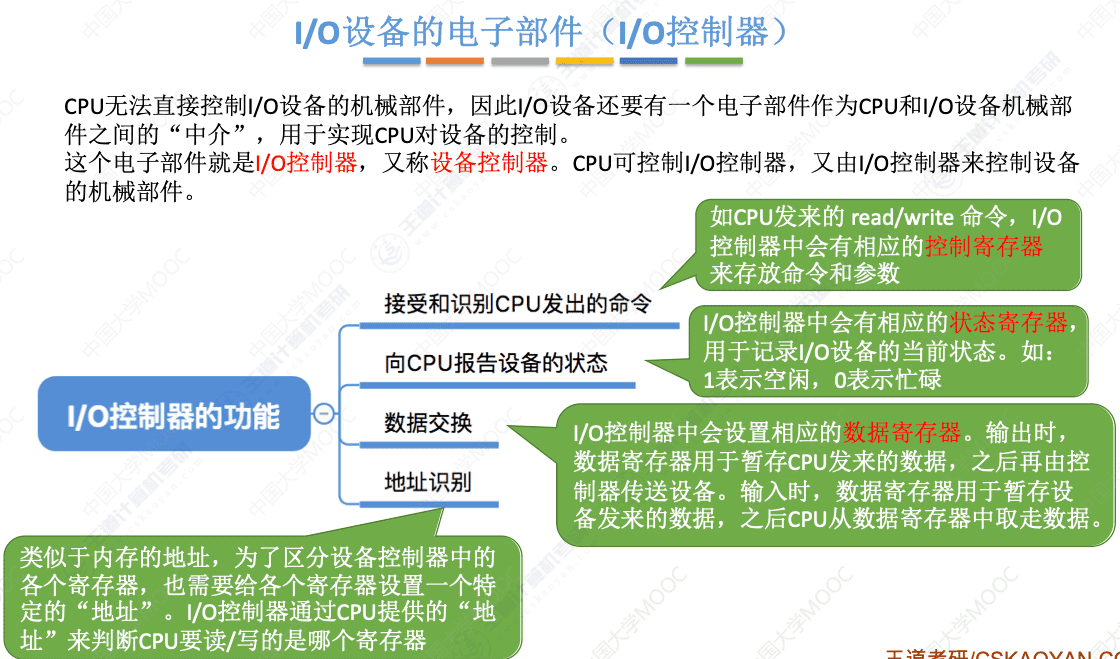 I/O设备的电子部件（I/O控制器）
CPU无法直接控制I/O设备的机械部件，因此I/O设备还要有一个电子部件作为CPU和I/O设备机械部
件之间的“中介”，用于实现CPU对设备的控制。
这个电子部件就是I/O控制器，又称设备控制器。CPU可控制I/O控制器，又由I/O控制器来控制设备
的机械部件。
如CPU发来的 read/write 命令，I/O
控制器中会有相应的控制寄存器
来存放命令和参数
接受和识别CPU发出的命令
I/O控制器中会有相应的状态寄存器，
用于记录I/O设备的当前状态。如：
1表示空闲，0表示忙碌
向CPU报告设备的状态
I/O控制器的功能
数据交换
I/O控制器中会设置相应的数据寄存器。输出时，
数据寄存器用于暂存CPU发来的数据，之后再由控
制器传送设备。输入时，数据寄存器用于暂存设
备发来的数据，之后CPU从数据寄存器中取走数据。
地址识别
类似于内存的地址，为了区分设备控制器中的
各个寄存器，也需要给各个寄存器设置一个特
定的“地址”。I/O控制器通过CPU提供的“地
址”来判断CPU要读/写的是哪个寄存器
王道考研/CSKAOYAN.CO